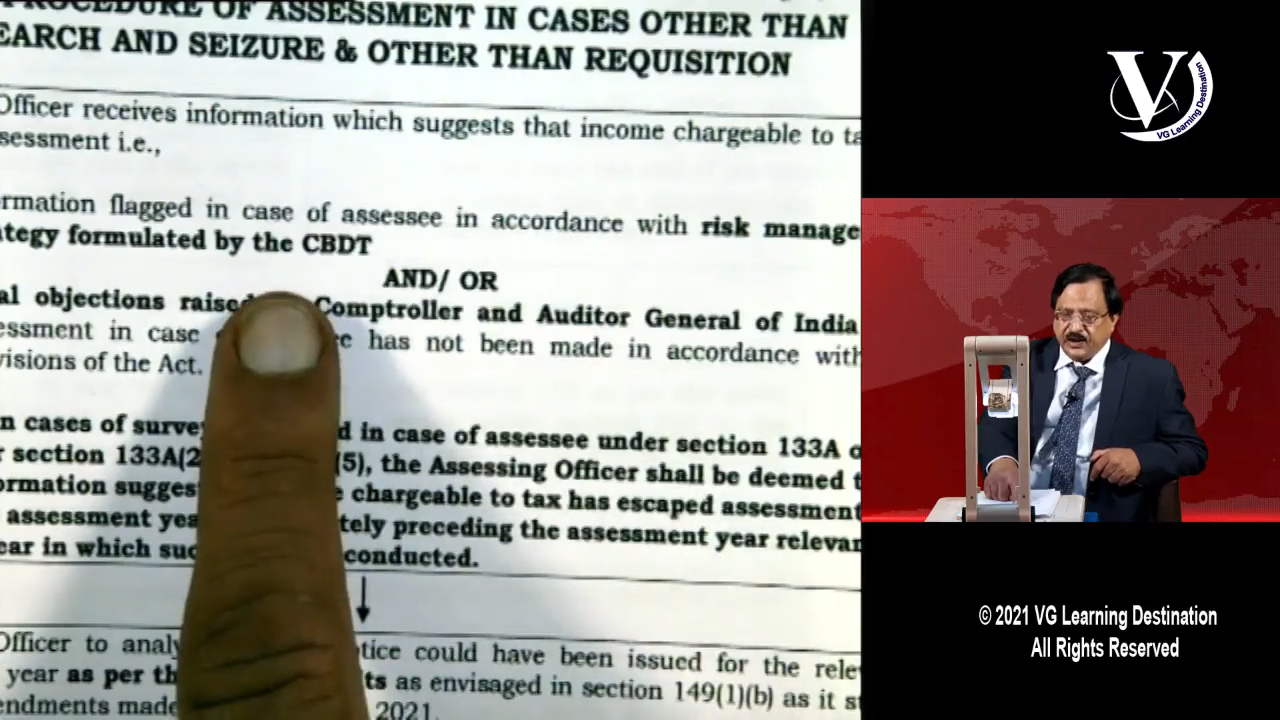 PROCEDURE OF ASSESSMENT IN CASES OTHER THAN
EARCH AND SEIZURE & OTHER THAN REQUISITION
Officer receives information which suggests that income chargeable to ta
sessment i.e.,
rmation flagged in case of assessee in accordance with risk manage
ategy formulated by the CBDT
AND/ OR
al objections raised Comptroller and Auditor General of India
essment in case has not been made in accordance with
visions of the Act.
n cases of surve d in case of assessee under section 133A o
r section 133A(2 (5), the Assessing Officer shall be deemed t
ormation sugges e chargeable to tax has escaped assessment
assessment yea tely preceding the assessment year relevan
ear in which suc conducted.
Officer to analy tice could have been issued for the rele
year as per th ts as envisaged in section 149(1)(b) as it st
endments made 2021.
V
VG Learning Destination
© 2021 VG Learning Destination
All Rights Reserved